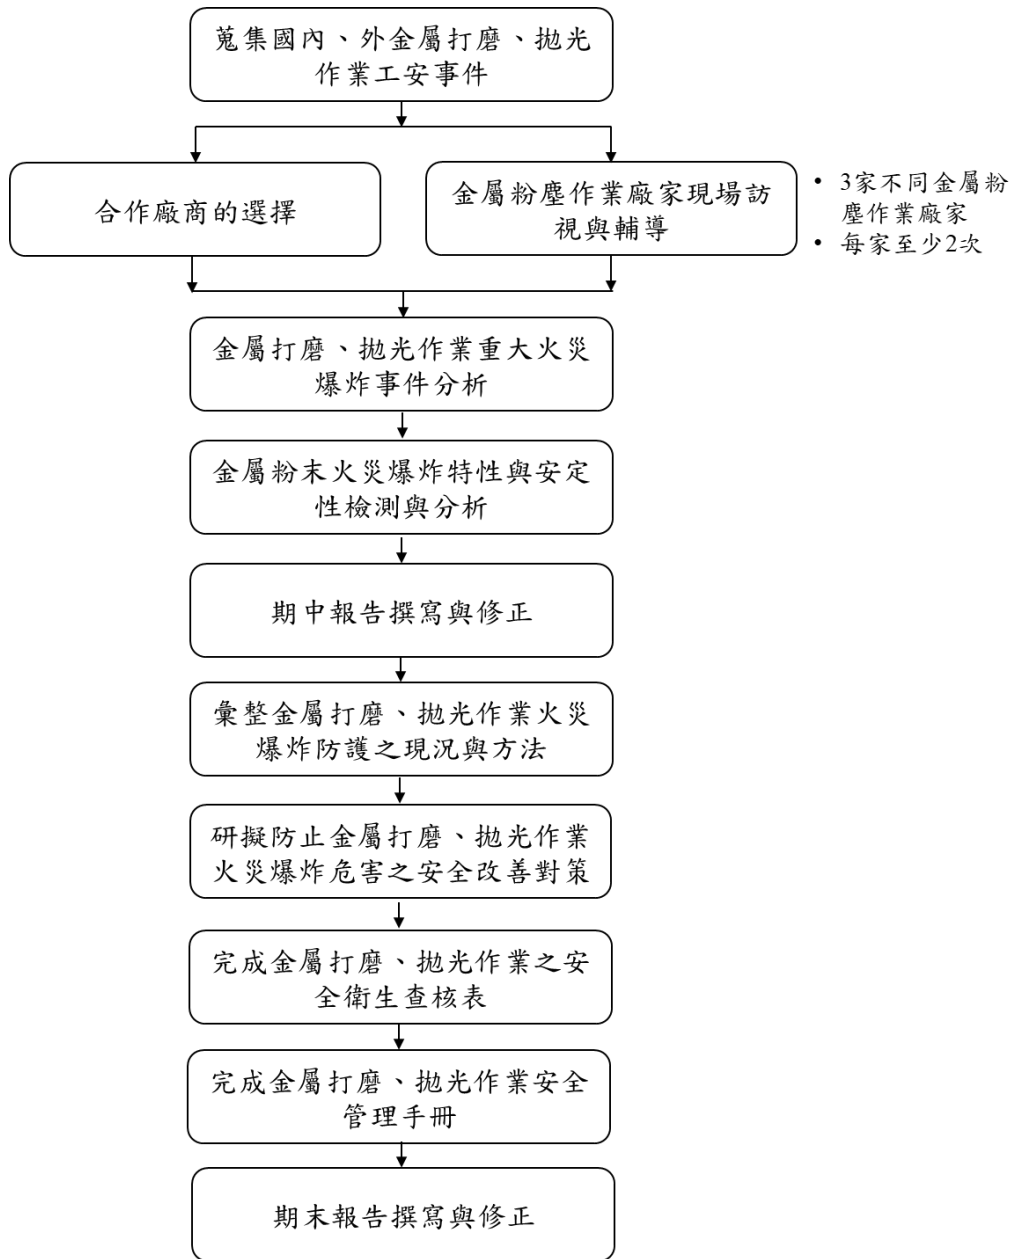 蒐集國內、外金屬打磨、拋光
作業工安事件
合作廠商的選擇
金屬粉塵作業廠家現場訪
視與輔導
• 3家不同金屬粉
塵作業廠家
• 每家至少2次
金屬打磨、拋光作業重大火災
爆炸事件分析
金屬粉末火災爆炸特性與安定
性檢測與分析
期中報告撰寫與修正
彙整金屬打磨、拋光作業火災
爆炸防護之現況與方法
研擬防止金屬打磨、拋光作業
火災爆炸危害之安全改善對策
完成金屬打磨、拋光作業之安
全衛生查核表
完成金屬打磨、拋光作業安全
管理手冊
期末報告撰寫與修正